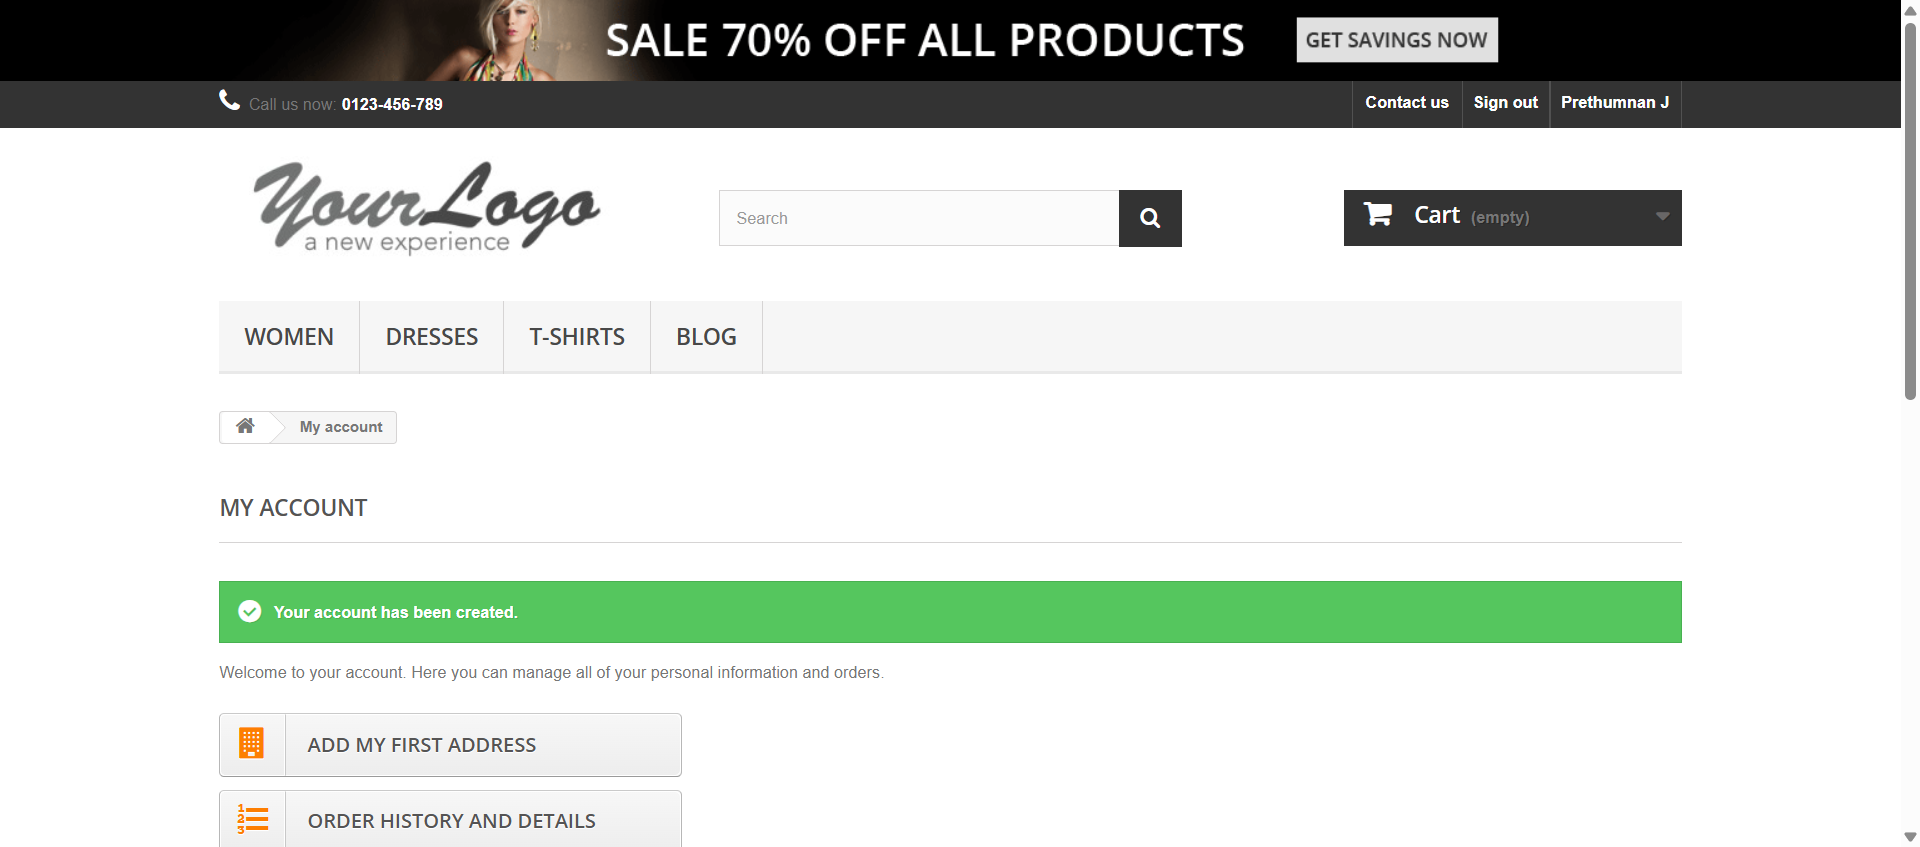 SALE 70% OFF ALL PRODUCTS
GET SAVINGS NOW
Call us now: 0123-456-789
Contact us
Sign out
Prethumnan J
YourLogo
a new experience
Search
Cart (empty)
WOMEN
DRESSES
T-SHIRTS
BLOG
My account
MY ACCOUNT
Your account has been created.
Welcome to your account. Here you can manage all of your personal information and orders.
ADD MY FIRST ADDRESS
ORDER HISTORY AND DETAILS